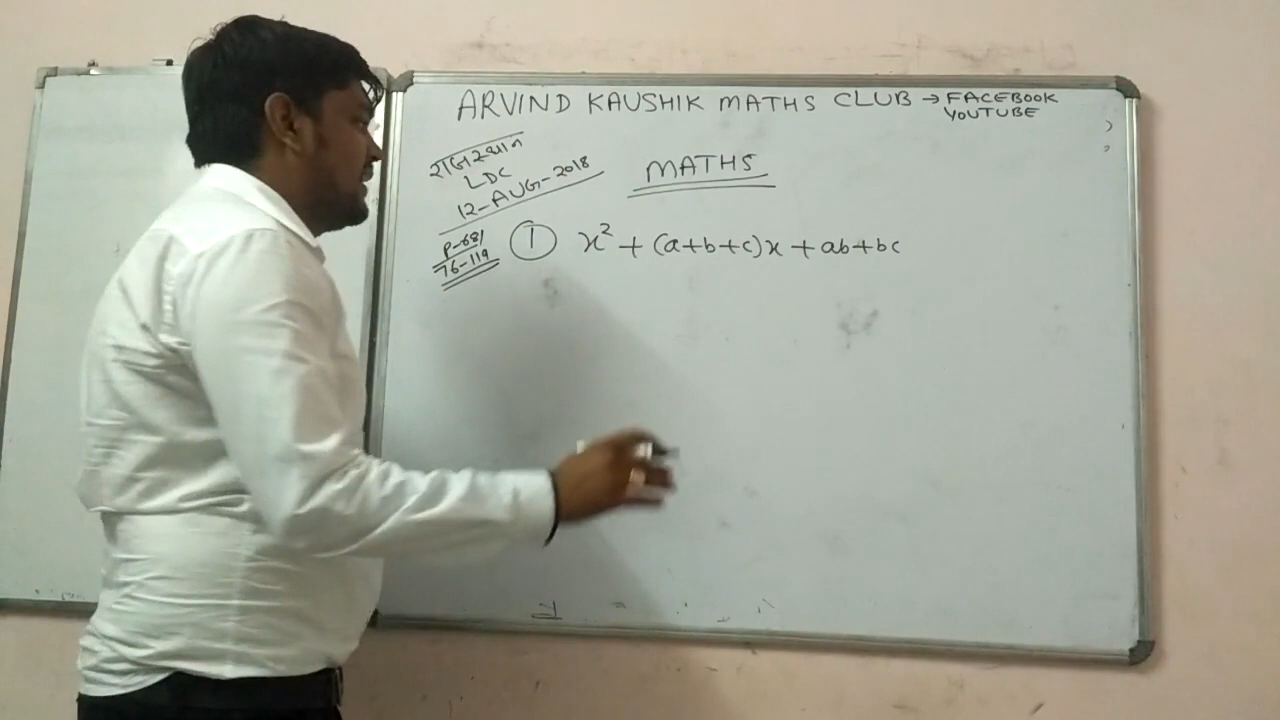 ARVIND KAUSHIK MATHS CLUB → FACEBOOK
YOUTUBE
राजस्थान
LDC
12-AUG-2018
MATHS
P-681
76-119
① x² + (a+b+c)x + ab+bc